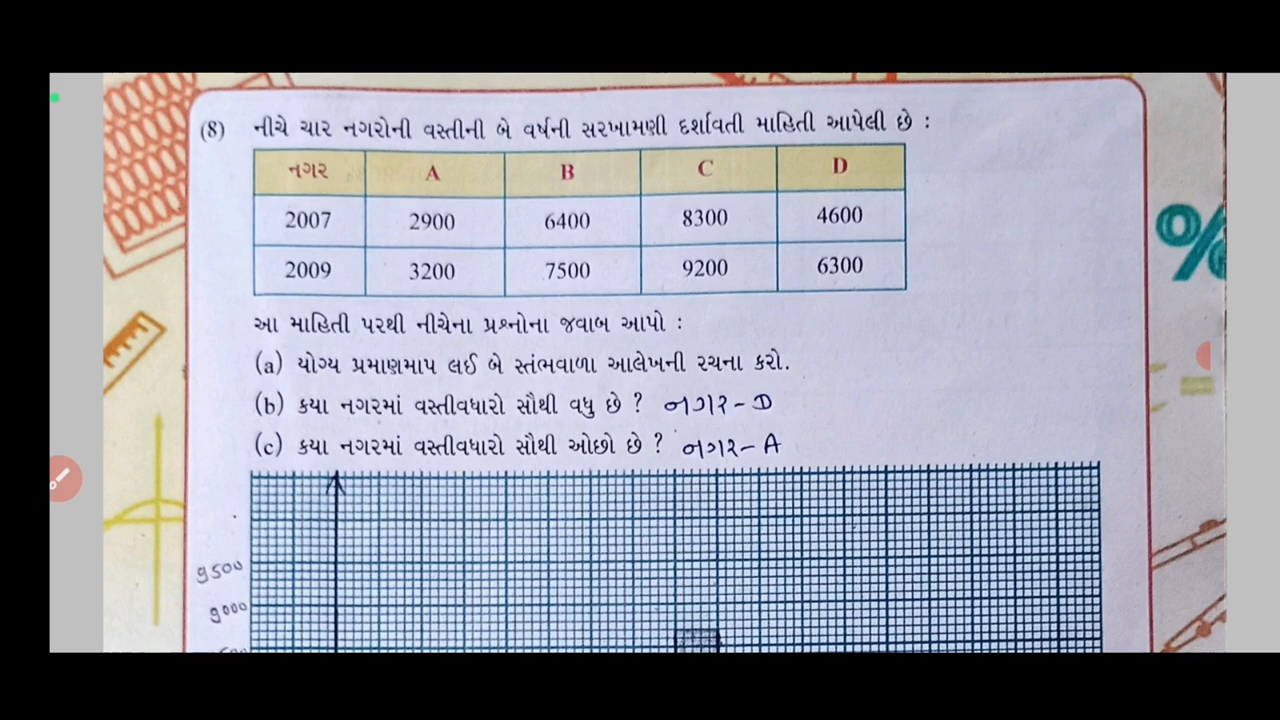 (8) નીચે ચાર નગરોની વસ્તીની બે વર્ષની સરખામણી દર્શાવતી માહિતી આપેલી છે :
નગર A B C D
2007 2900 6400 8300 4600
2009 3200 7500 9200 6300
આ માહિતી પરથી નીચેના પ્રશ્નોના જવાબ આપો :
(a) યોગ્ય પ્રમાણમાપ લઈ બે સ્તંભવાળા આલેખની રચના કરો.
(b) કયા નગરમાં વસ્તીવધારો સૌથી વધુ છે ? નગર - D
(c) કયા નગરમાં વસ્તીવધારો સૌથી ઓછો છે ? નગર - A
9500
9000
%